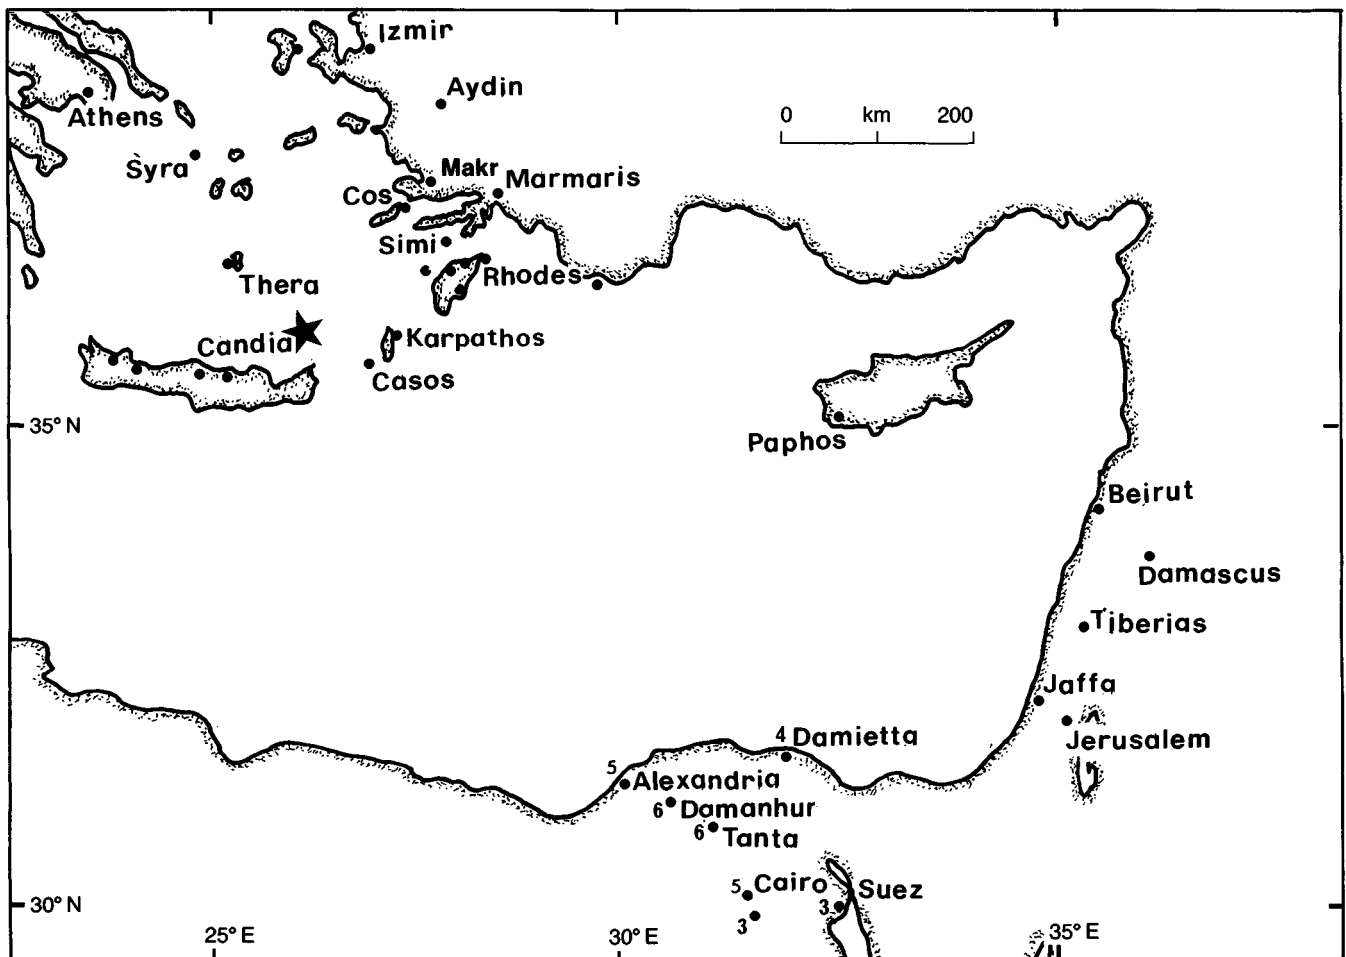 Izmir
Aydin
Athens
0 km 200
Syra
Makr
Marmaris
Cos
Simi
Rhodes
Thera
Candia
Karpathos
Casos
35° N
Paphos
Beirut
Damascus
Tiberias
Jaffa
Jerusalem
4 Damietta
5 Alexandria
6 Damanhur
6 Tanta
5 Cairo
3 Suez
3
30° N
25° E
30° E
35° E